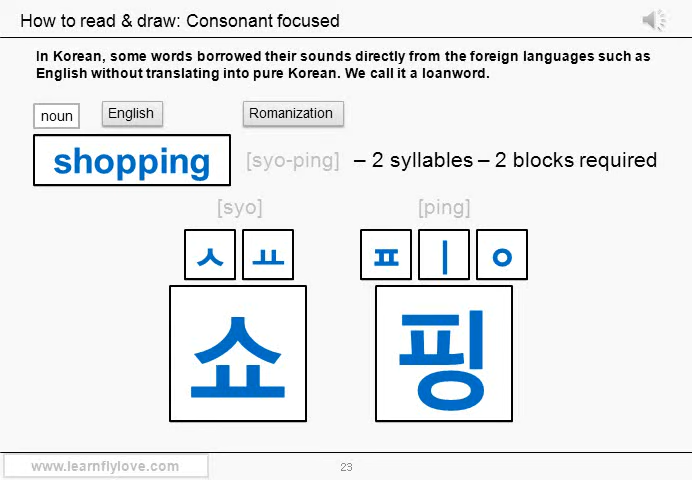 How to read & draw: Consonant focused
In Korean, some words borrowed their sounds directly from the foreign languages such as
English without translating into pure Korean. We call it a loanword.
noun English Romanization
shopping [syo-ping] – 2 syllables – 2 blocks required
[syo] [ping]
ㅅ ㅛ ㅍ ㅣ ㅇ
쇼 핑
www.learnflylove.com 23